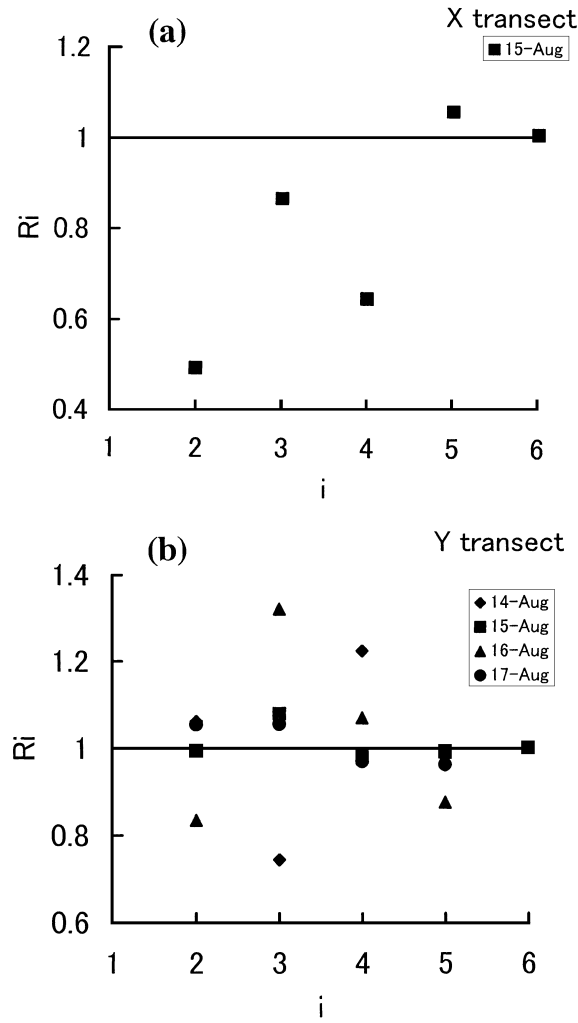 (a)
X transect
15-Aug
1.2
1
0.8
0.6
0.4
Ri
1 2 3 4 5 6
i
(b)
Y transect
14-Aug
15-Aug
16-Aug
17-Aug
1.4
1.2
1
0.8
0.6
Ri
1 2 3 4 5 6
i